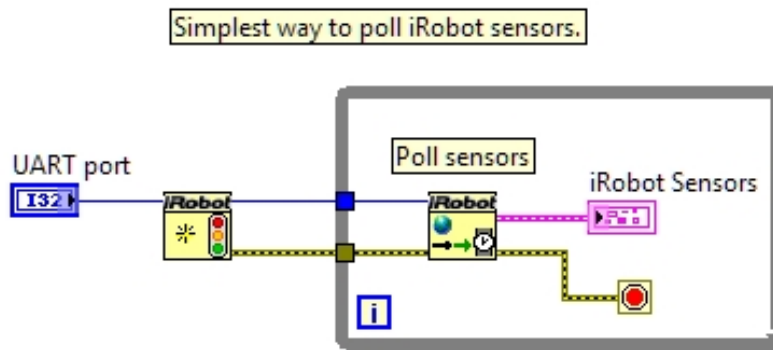 Simplest way to poll iRobot sensors.
UART port
I32
iRobot
Poll sensors
iRobot
iRobot Sensors
i